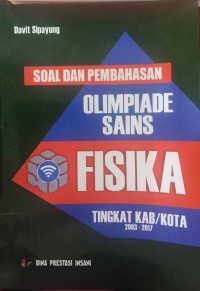 Davit Sipayung
SOAL DAN PEMBAHASAN
OLIMPIADE
SAINS
FISIKA
TINGKAT KAB/KOTA
2003 - 2017
BINA PRESTASI INSANI